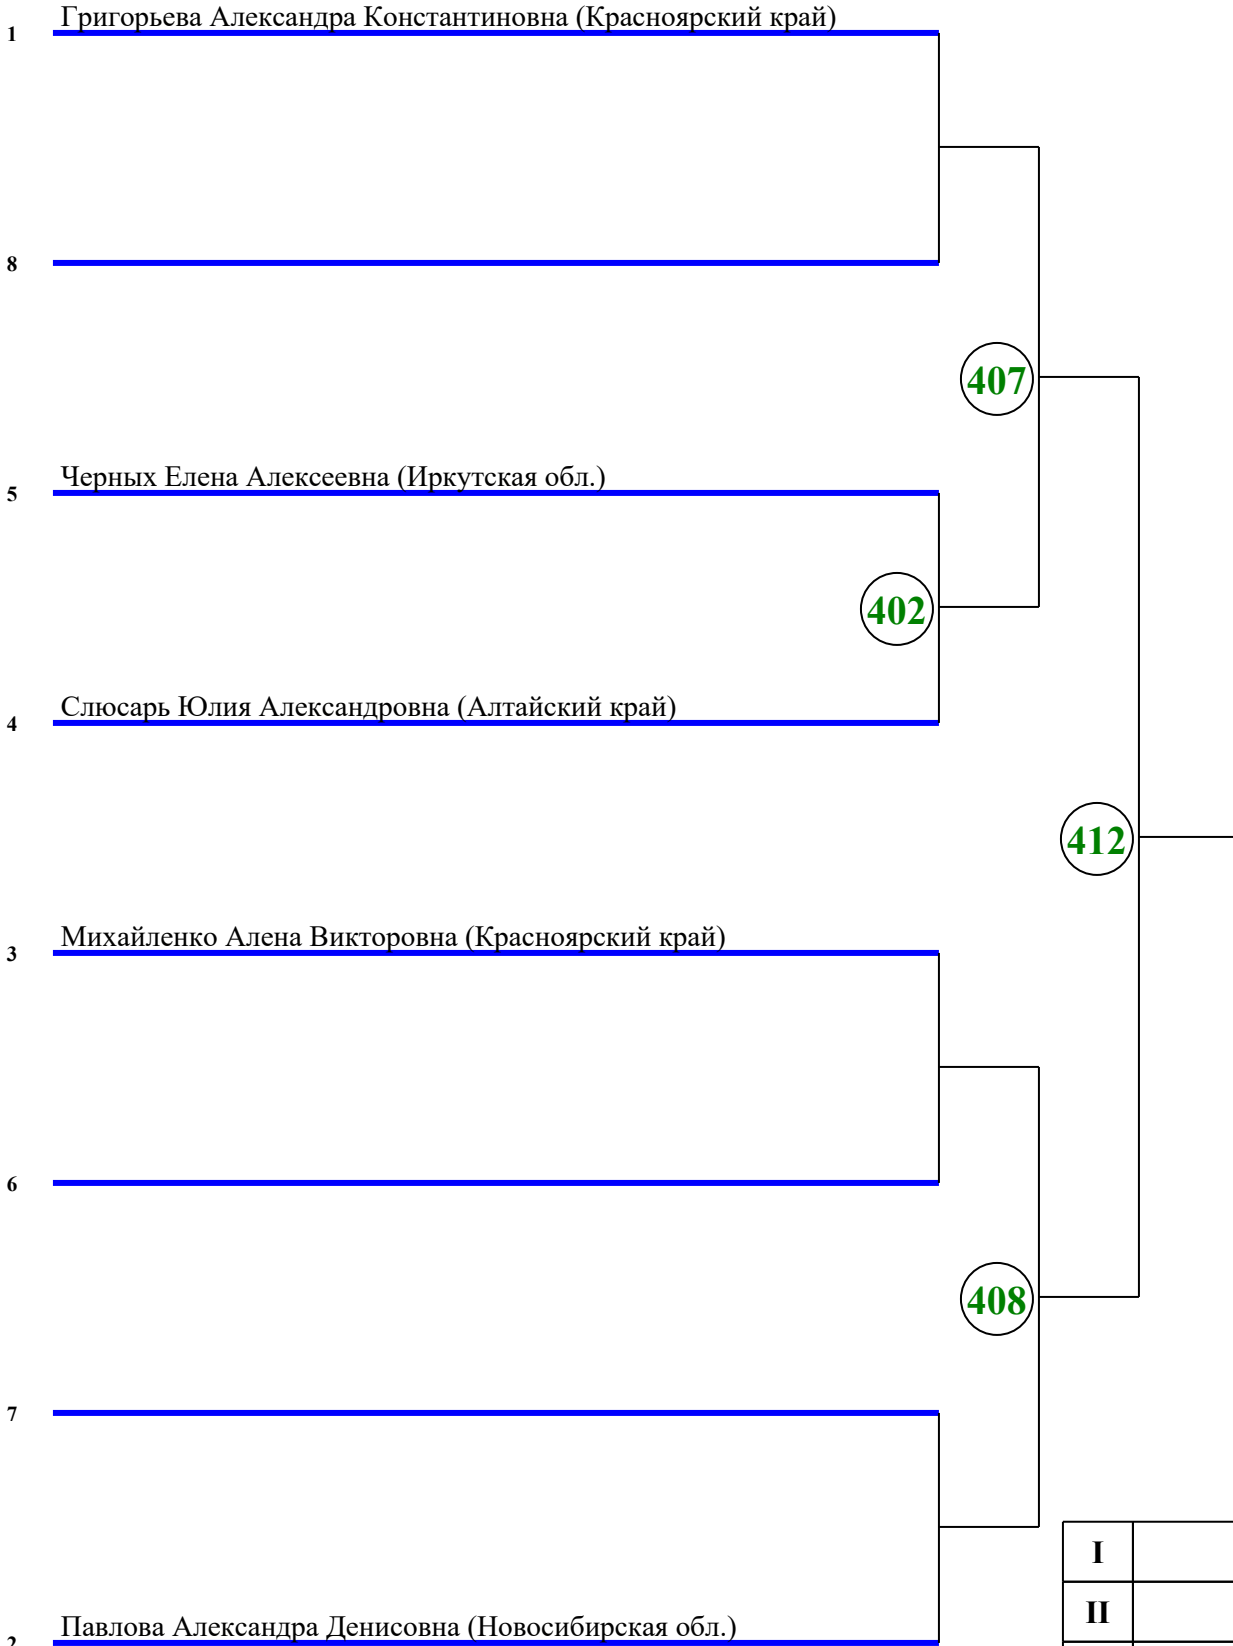 Григорьева Александра Константиновна (Красноярский край)
1
8
407
Черных Елена Алексеевна (Иркутская обл.)
5
402
Слюсарь Юлия Александровна (Алтайский край)
4
412
Михайленко Алена Викторовна (Красноярский край)
3
6
408
7
I
II
Павлова Александра Денисовна (Новосибирская обл.)
2